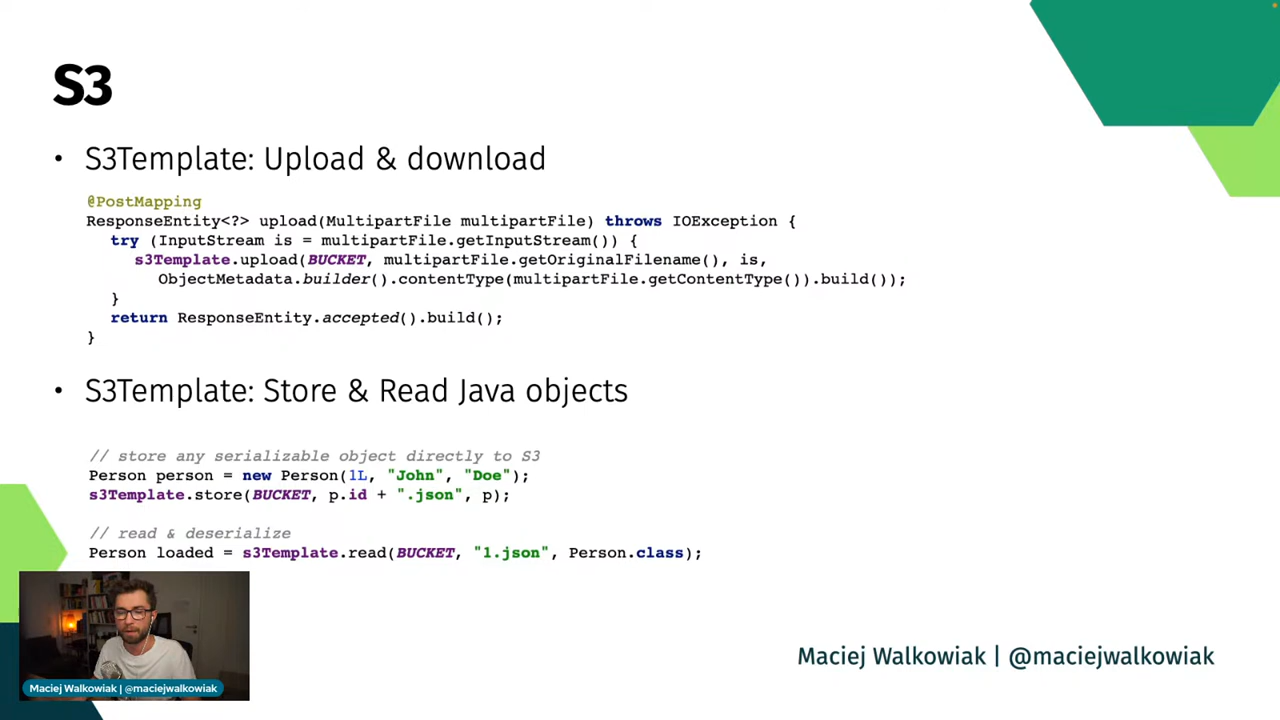 S3
• S3Template: Upload & download
@PostMapping
ResponseEntity<?> upload(MultipartFile multipartFile) throws IOException {
try (InputStream is = multipartFile.getInputStream()) {
s3Template.upload(BUCKET, multipartFile.getOriginalFilename(), is,
ObjectMetadata.builder().contentType(multipartFile.getContentType()).build());
}
return ResponseEntity.accepted().build();
}
• S3Template: Store & Read Java objects
// store any serializable object directly to S3
Person person = new Person(1L, "John", "Doe");
s3Template.store(BUCKET, p.id + ".json", p);
// read & deserialize
Person loaded = s3Template.read(BUCKET, "1.json", Person.class);
Maciej Walkowiak | @maciejwalkowiak
Maciej Walkowiak | @maciejwalkowiak